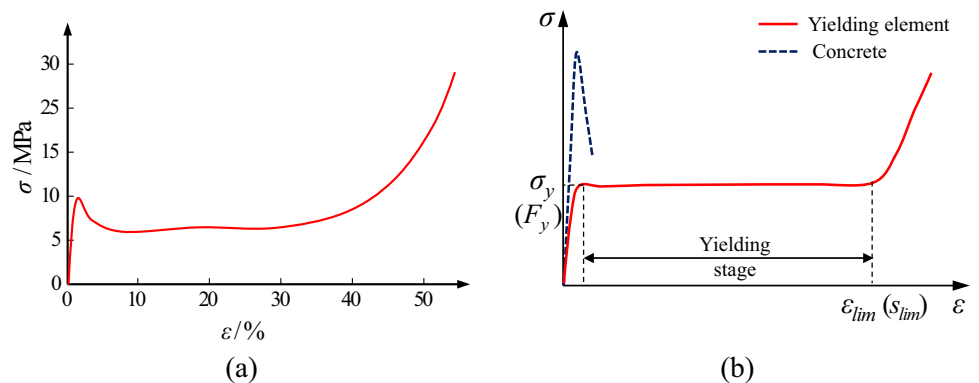 σ /MPa
30
25
20
15
10
5
0
0 10 20 30 40 50
ε/%
(a)
σ
Yielding element
Concrete
σy
(Fy)
Yielding
stage
εlim (slim)
ε
(b)